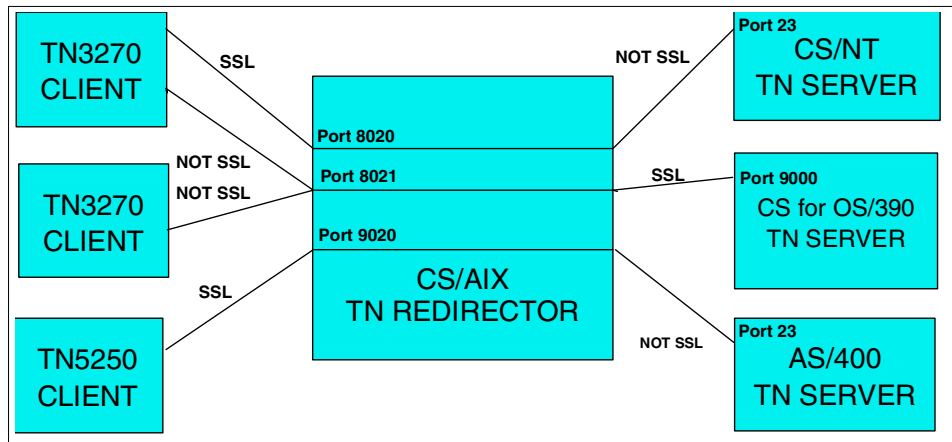 TN3270
CLIENT
TN3270
CLIENT
TN5250
CLIENT
SSL
NOT SSL
NOT SSL
SSL
Port 8020
Port 8021
Port 9020
CS/AIX
TN REDIRECTOR
NOT SSL
SSL
NOT SSL
Port 23
CS/NT
TN SERVER
Port 9000
CS for OS/390
TN SERVER
Port 23
AS/400
TN SERVER